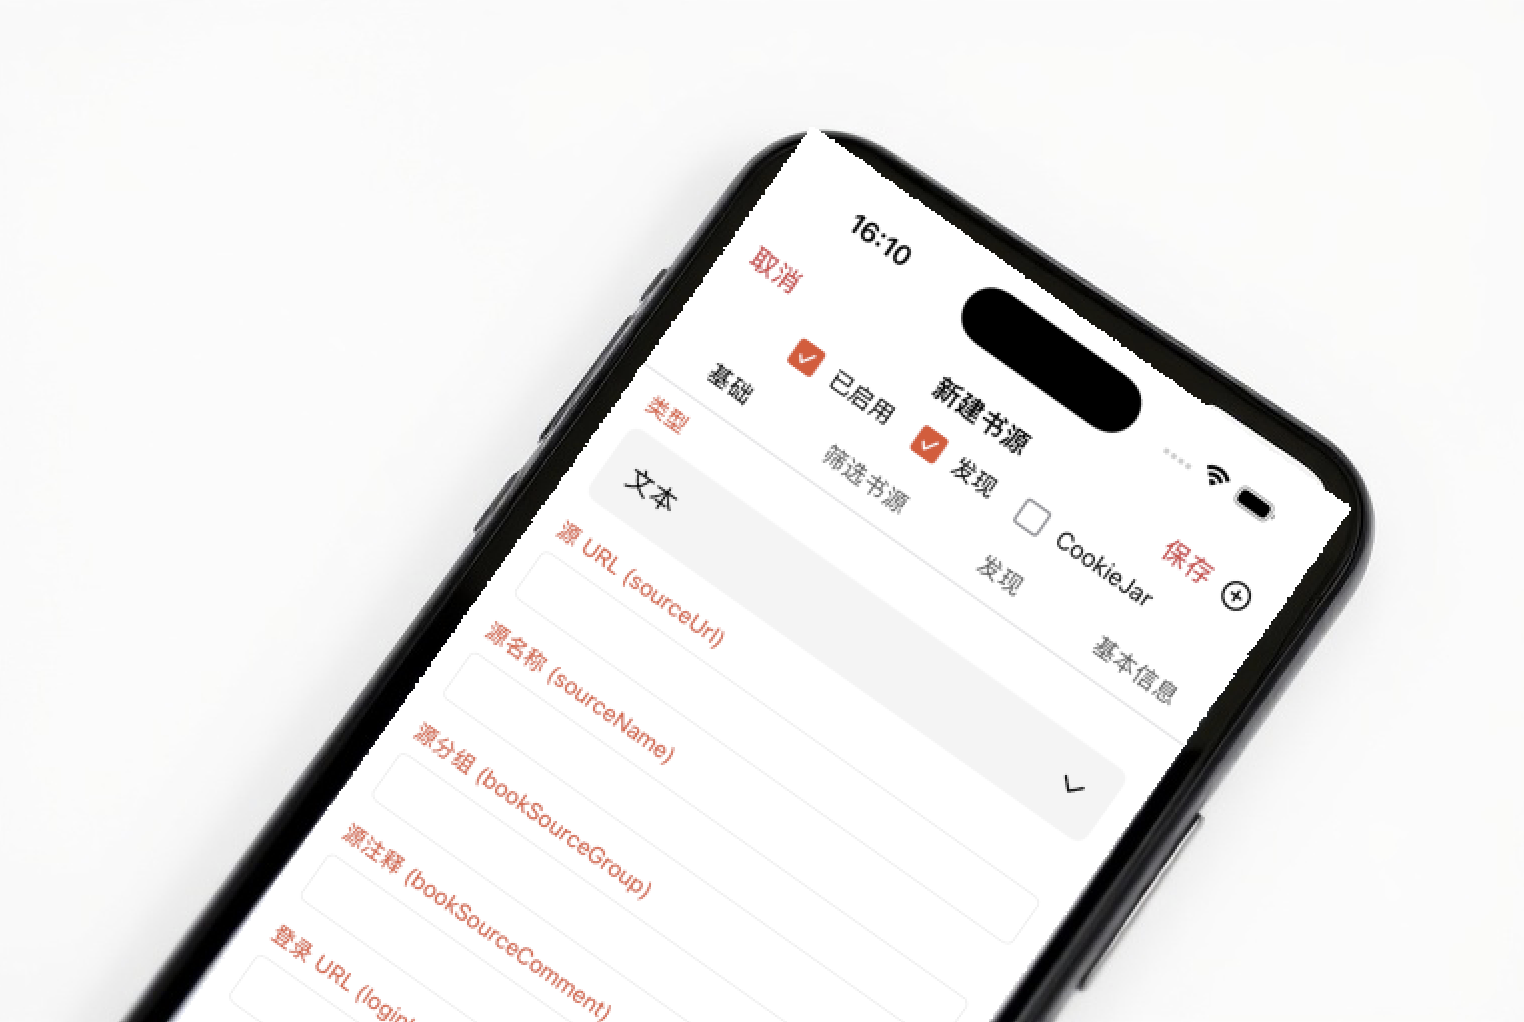 16:10
取消
新建书源
保存
已启用
发现
CookieJar
基础
筛选书源
发现
基本信息
类型
文本
源 URL (sourceUrl)
源名称 (sourceName)
源分组 (bookSourceGroup)
源注释 (bookSourceComment)
登录 URL (login